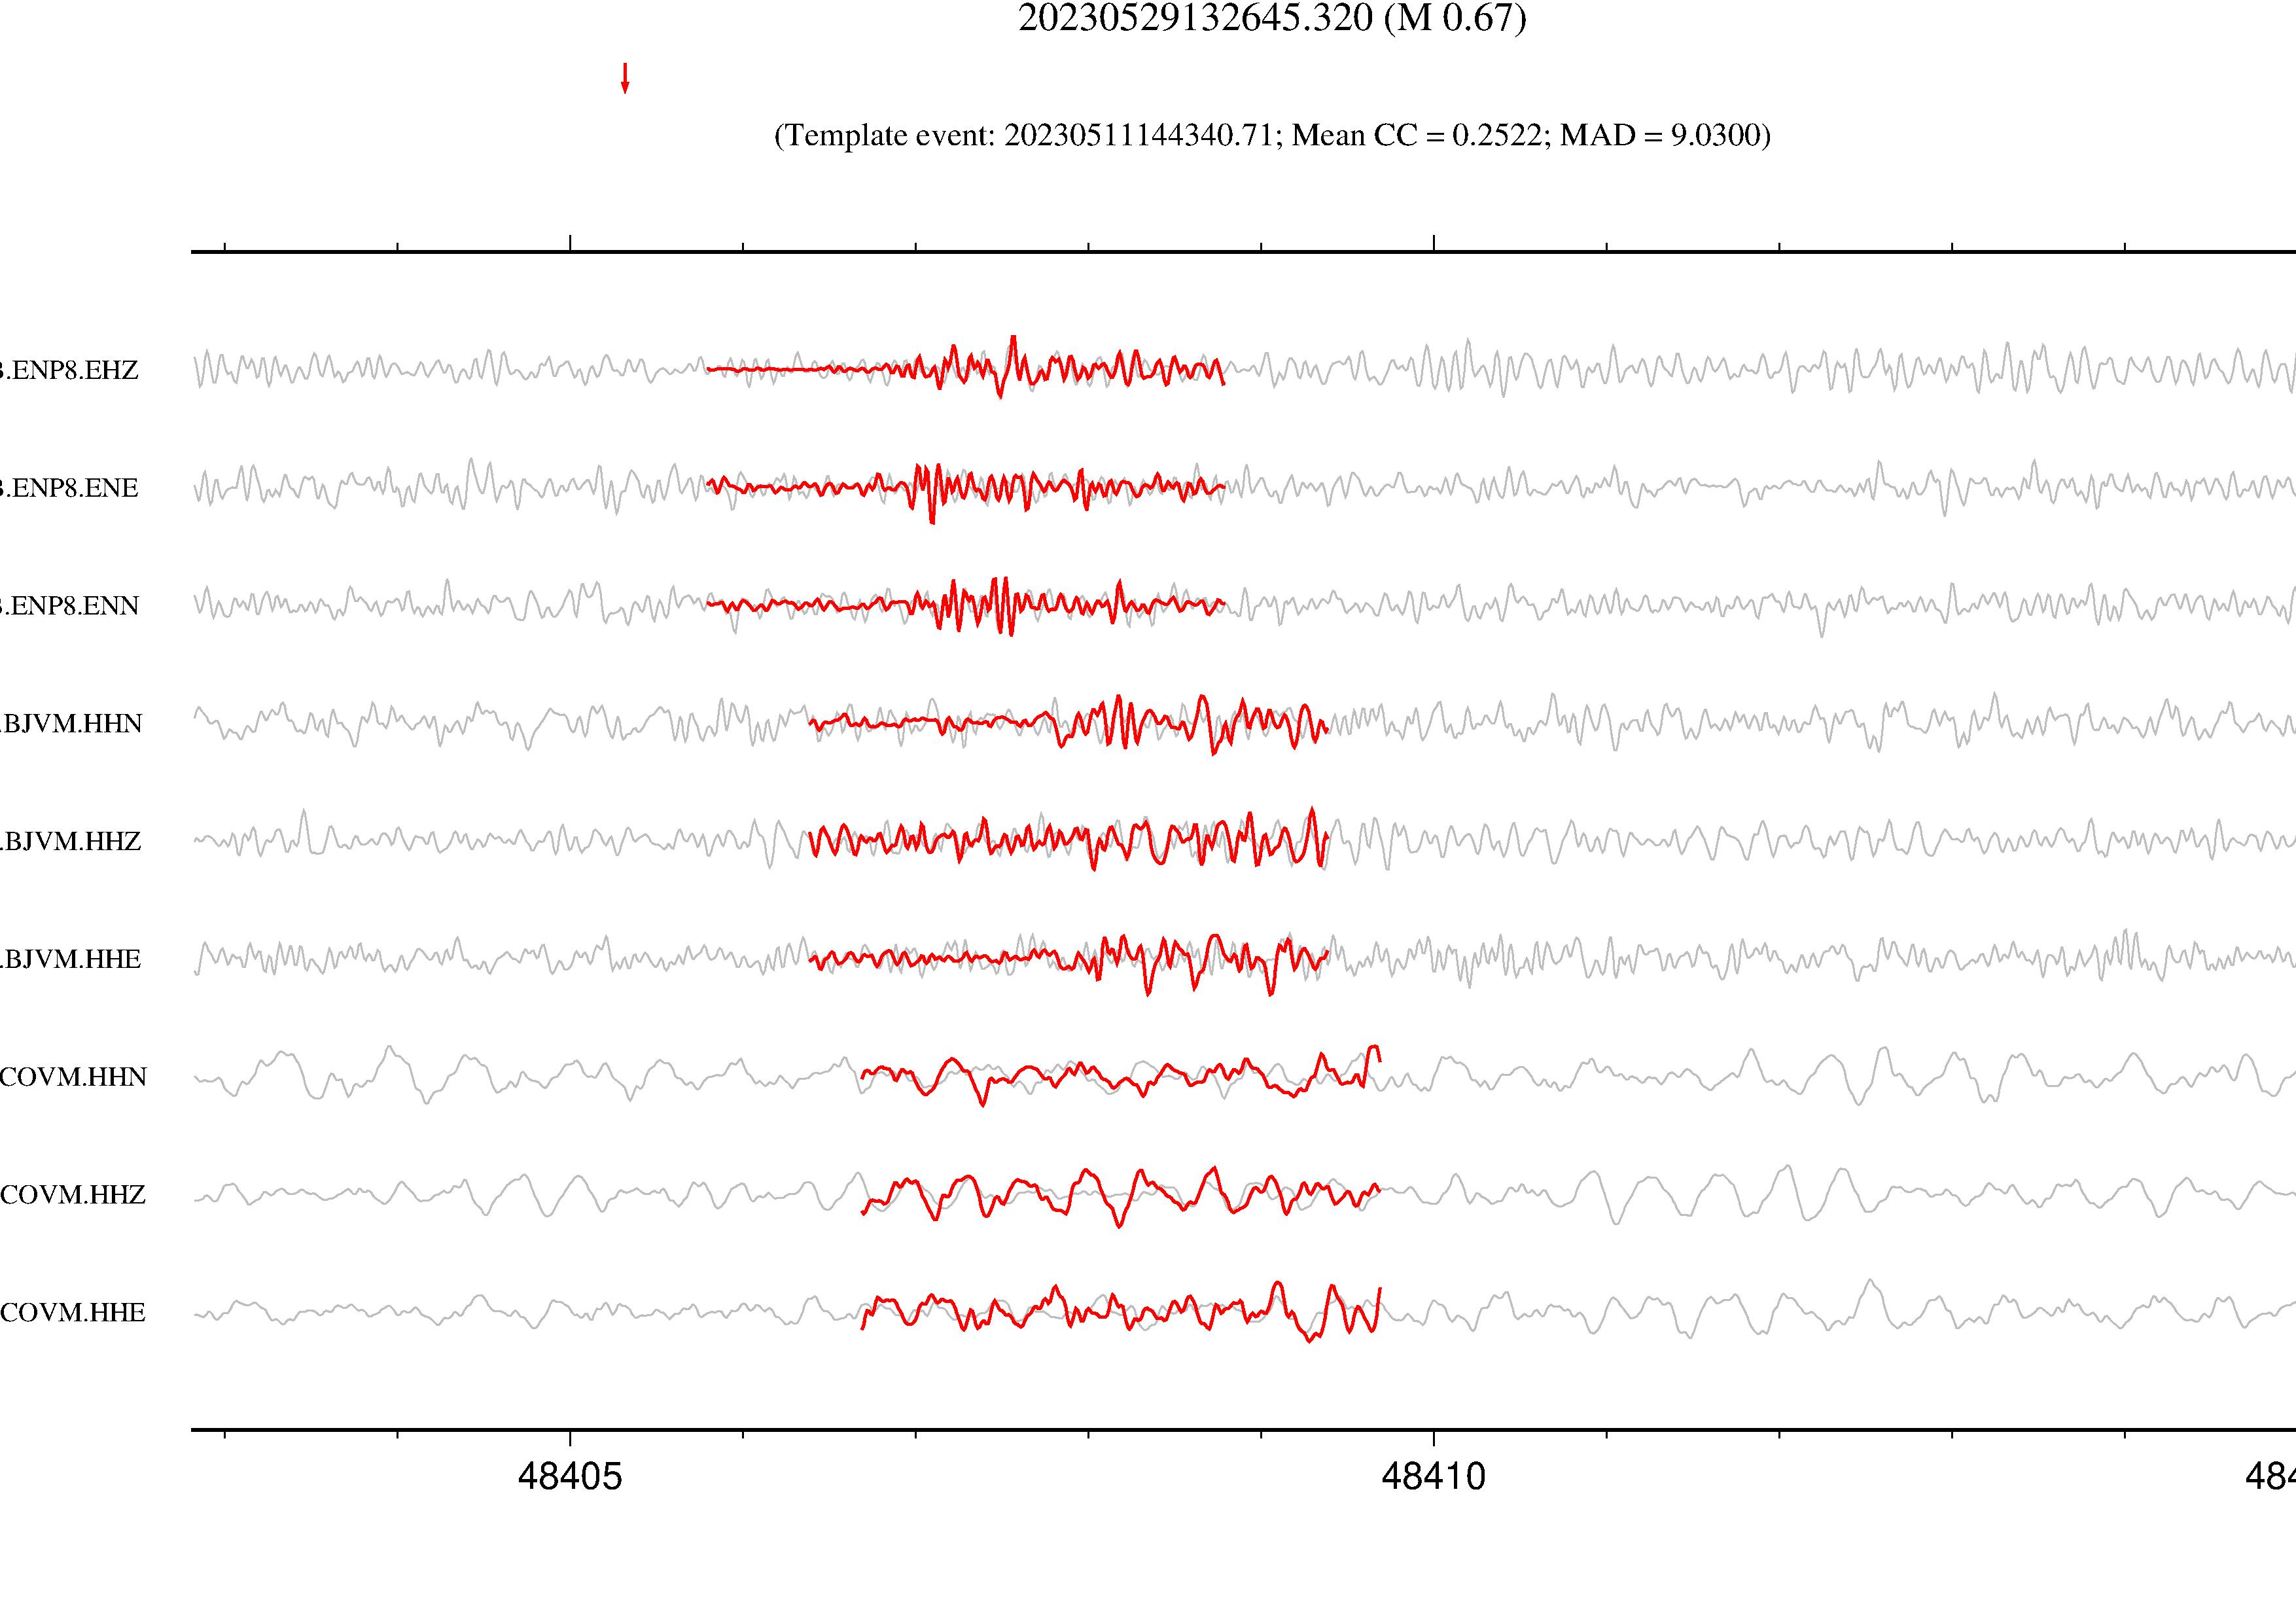 20230529132645.320 (M 0.67)
(Template event: 20230511144340.71; Mean CC = 0.2522; MAD = 9.0300)
.ENP8.EHZ
.ENP8.ENE
.ENP8.ENN
.BJVM.HHN
.BJVM.HHZ
.BJVM.HHE
COVM.HHN
COVM.HHZ
COVM.HHE
48405 48410